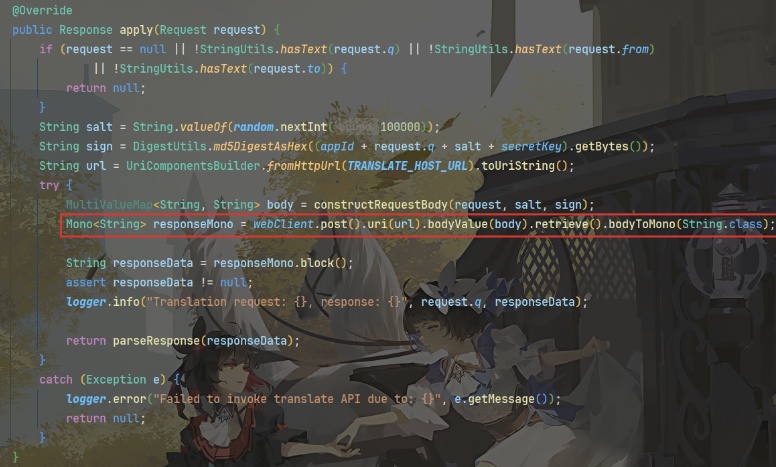 @Override
public Response apply(Request request) {
if (request == null || !StringUtils.hasText(request.q) || !StringUtils.hasText(request.from)
|| !StringUtils.hasText(request.to)) {
return null;
}
String salt = String.valueOf(random.nextInt( bound: 100000));
String sign = DigestUtils.md5DigestAsHex((appId + request.q + salt + secretKey).getBytes());
String url = UriComponentsBuilder.fromHttpUrl(TRANSLATE_HOST_URL).toUriString();
try {
MultiValueMap<String, String> body = constructRequestBody(request, salt, sign);
Mono<String> responseMono = webClient.post().uri(url).bodyValue(body).retrieve().bodyToMono(String.class);
String responseData = responseMono.block();
assert responseData != null;
logger.info("Translation request: {}, response: {}", request.q, responseData);
return parseResponse(responseData);
}
catch (Exception e) {
logger.error("Failed to invoke translate API due to: {}", e.getMessage());
return null;
}
}